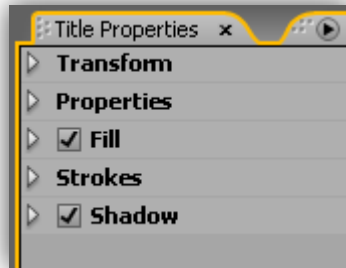 Title Properties x
Transform
Properties
Fill
Strokes
Shadow